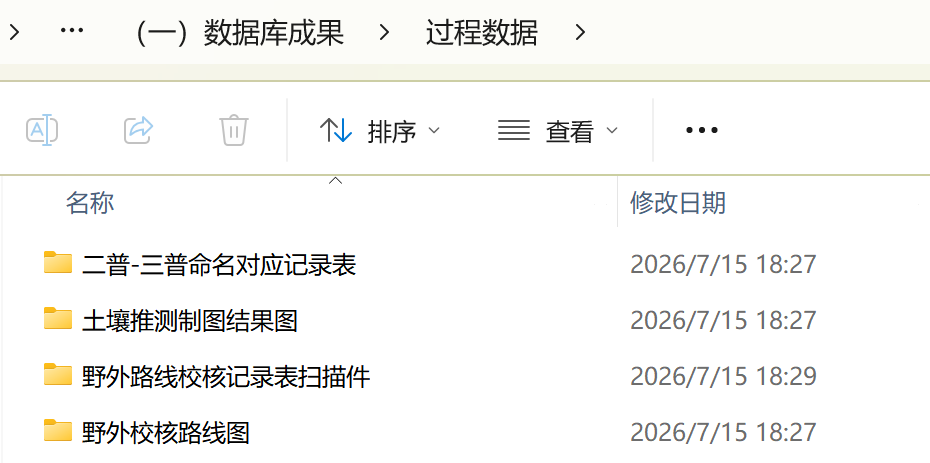 （一）数据库成果 过程数据
排序 查看
名称 修改日期
二普-三普命名对应记录表 2026/7/15 18:27
土壤推测制图结果图 2026/7/15 18:27
野外路线校核记录表扫描件 2026/7/15 18:29
野外校核路线图 2026/7/15 18:27